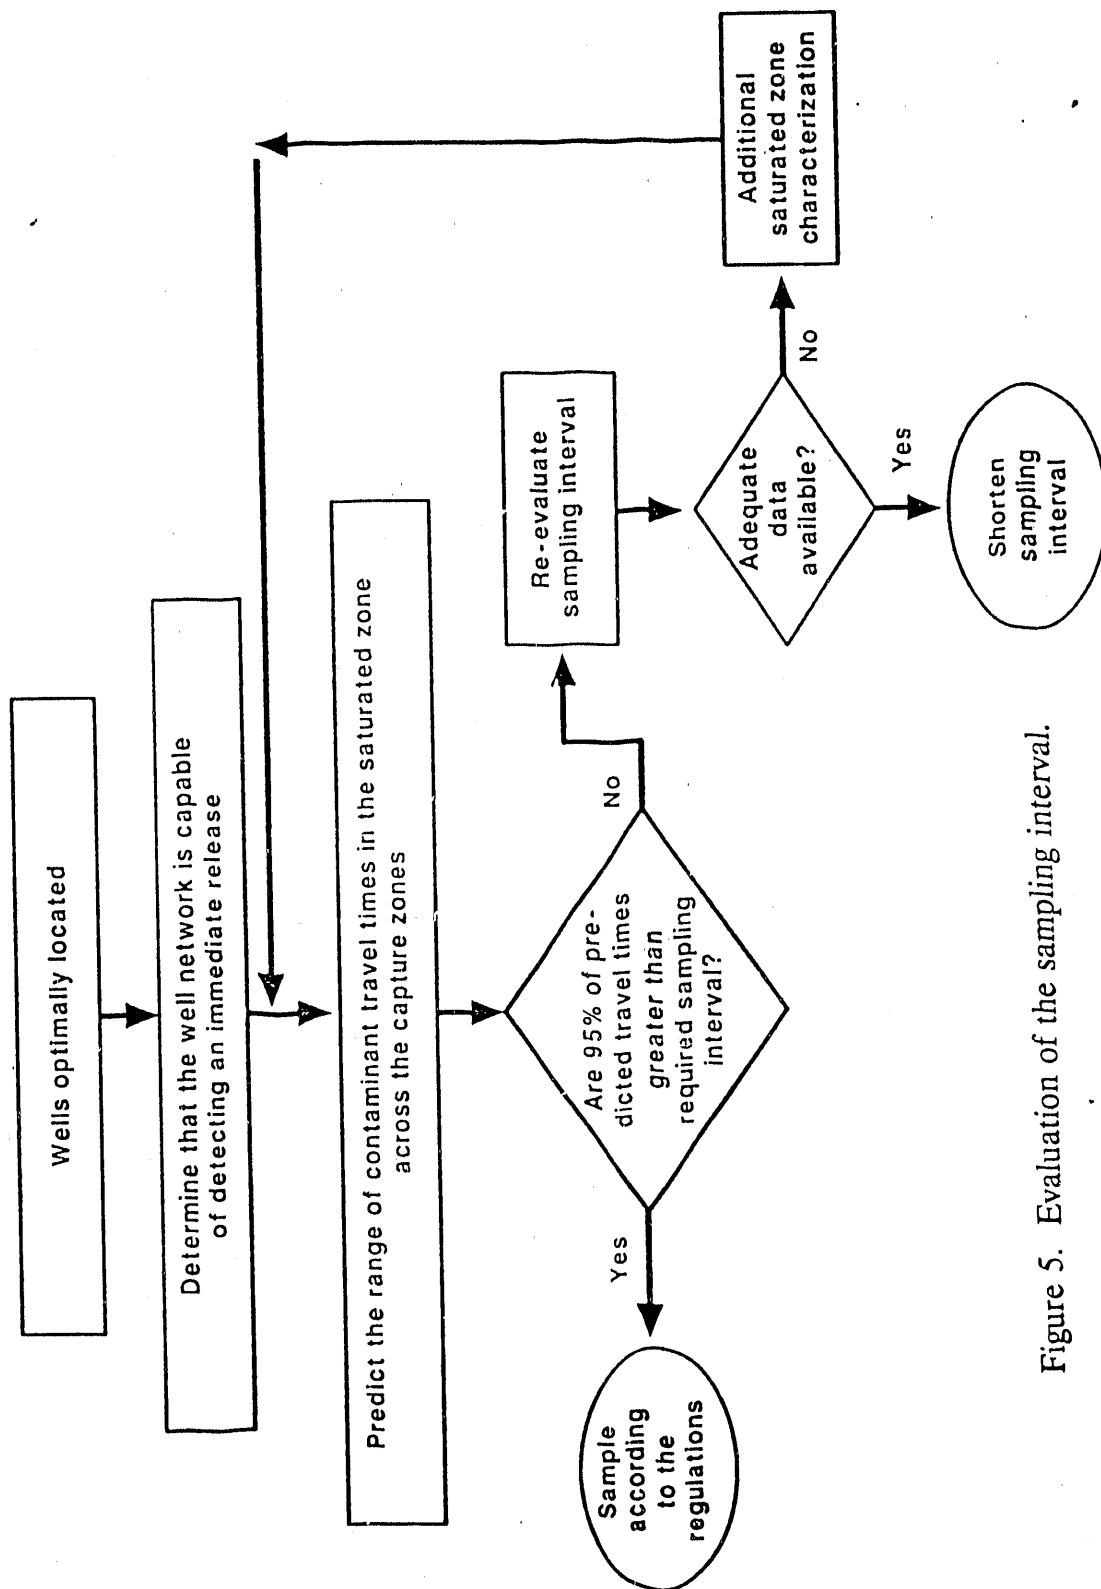 Wells optimally located
Determine that the well network is capable
of detecting an immediate release
Predict the range of contaminant travel times in the saturated zone
across the capture zones
Are 95% of pre-
dicted travel times
greater than
required sampling
interval?
Yes
No
Sample
according
to the
regulations
Re-evaluate
sampling interval
Adequate
data
available?
No
Yes
Additional
saturated zone
characterization
Shorten
sampling
interval
Figure 5. Evaluation of the sampling interval.